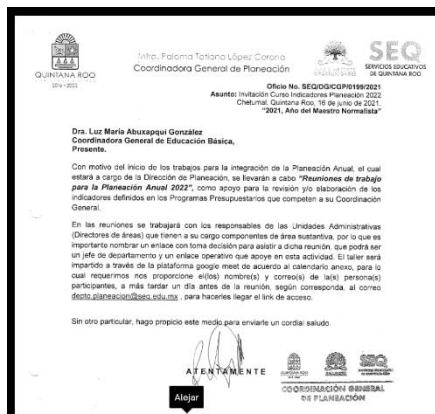 QUINTANA ROO
2016 - 2021
Mtra. Paloma Tatiana López Corona
Coordinadora General de Planeación
SEQ
SERVICIOS EDUCATIVOS
DE QUINTANA ROO
Oficio No. SEQ/DG/CGP/0199/2021
Asunto: Invitación Curso Indicadores Planeación 2022
Chetumal, Quintana Roo, 16 de junio de 2021.
"2021, Año del Maestro Normalista"
Dra. Luz María Abuxapqui González
Coordinadora General de Educación Básica,
Presente.
Con motivo del inicio de los trabajos para la integración de la Planeación Anual, el cual
estará a cargo de la Dirección de Planeación, se llevarán a cabo "Reuniones de trabajo
para la Planeación Anual 2022", como apoyo para la revisión y/o elaboración de los
indicadores definidos en los Programas Presupuestarios que competen a su Coordinación
General.
En las reuniones se trabajará con los responsables de las Unidades Administrativas
(Directores de áreas) que tienen a su cargo componentes de área sustantiva, por lo que es
importante nombrar un enlace con toma decisión para asistir a dicha reunión, que podrá ser
un jefe de departamento y un enlace operativo que apoye en esta actividad. El taller será
impartido a través de la plataforma google meet de acuerdo al calendario anexo, para lo
cual requerimos nos proporcione el(los) nombre(s) y correo(s) de la(s) persona(s)
participantes, a más tardar un día antes de la reunión, según corresponda, al correo
depto.planeacion@seq.edu.mx , para hacerles llegar el link de acceso.
Sin otro particular, hago propicio este medio para enviarle un cordial saludo.
ATENTAMENTE
SEQ
COORDINACIÓN GENERAL
DE PLANEACIÓN
Alejar